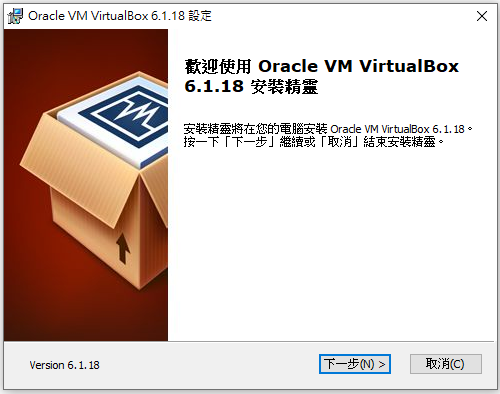 Oracle VM VirtualBox 6.1.18 設定
歡迎使用 Oracle VM VirtualBox
6.1.18 安裝精靈
安裝精靈將在您的電腦安裝 Oracle VM VirtualBox 6.1.18。
按一下「下一步」繼續或「取消」結束安裝精靈。
Version 6.1.18
下一步(N) >
取消(C)